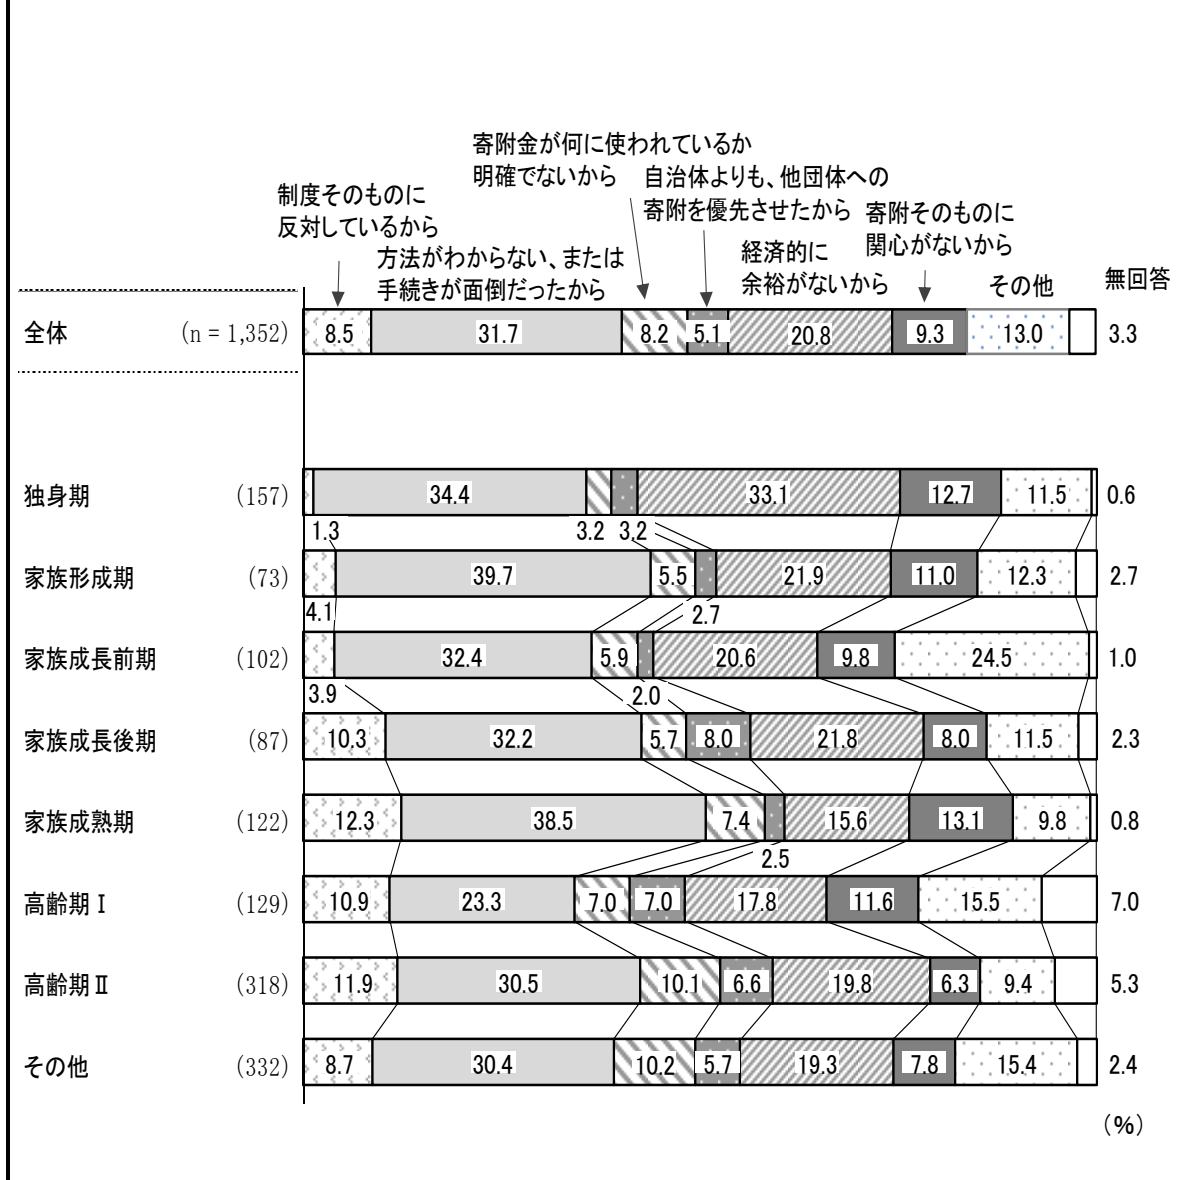 寄附金が何に使われているか
明確でないから
自治体よりも、他団体への
寄附を優先させたから
制度そのものに
反対しているから
寄附そのものに
関心がないから
方法がわからない、または
手続きが面倒だったから
経済的に
余裕がないから
その他
無回答
全体 (n = 1,352) 8.5 31.7 8.2 5.1 20.8 9.3 13.0 3.3
独身期 (157) 34.4 33.1 12.7 11.5 0.6
1.3 3.2 3.2
家族形成期 (73) 39.7 5.5 21.9 11.0 12.3 2.7
4.1 2.7
家族成長前期 (102) 32.4 5.9 20.6 9.8 24.5 1.0
3.9 2.0
家族成長後期 (87) 10.3 32.2 5.7 8.0 21.8 8.0 11.5 2.3
家族成熟期 (122) 12.3 38.5 7.4 15.6 13.1 9.8 0.8
2.5
高齢期Ⅰ (129) 10.9 23.3 7.0 7.0 17.8 11.6 15.5 7.0
高齢期Ⅱ (318) 11.9 30.5 10.1 6.6 19.8 6.3 9.4 5.3
その他 (332) 8.7 30.4 10.2 5.7 19.3 7.8 15.4 2.4
(%)